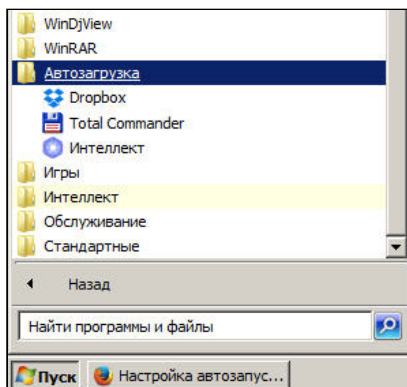 WinDjView
WinRAR
Автозагрузка
Dropbox
Total Commander
Интеллект
Игры
Интеллект
Обслуживание
Стандартные
Назад
Найти программы и файлы
Пуск Настройка автозапус...